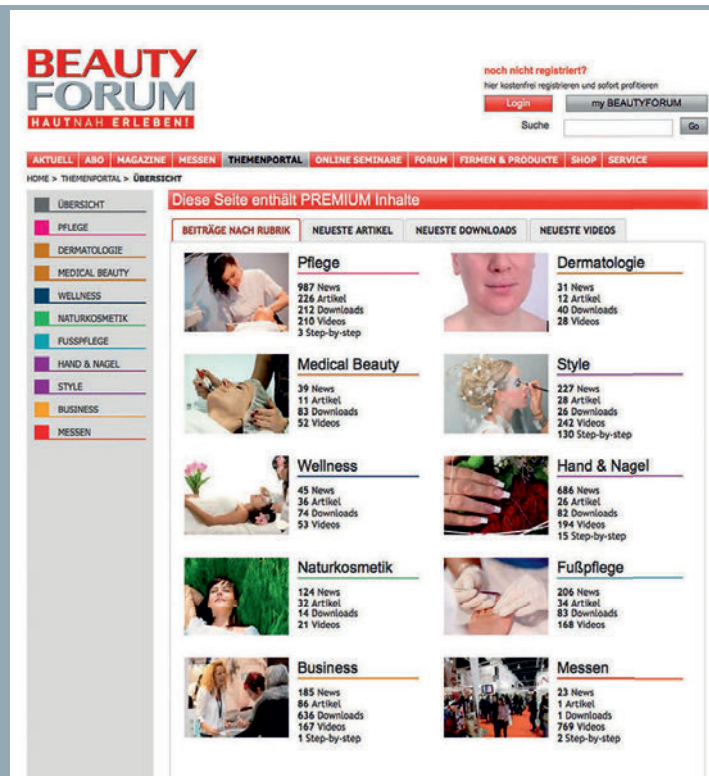 BEAUTY
FORUM
HAUTNAH ERLEBEN!
noch nicht registriert?
hier kostenfrei registrieren und sofort profitieren
Login
my BEAUTYFORUM
Suche
Go
AKTUELL ABO MAGAZINE MESSEN THEMENPORTAL ONLINE SEMINARE FORUM FIRMEN & PRODUKTE SHOP SERVICE
HOME > THEMENPORTAL > ÜBERSICHT
ÜBERSICHT
PFLEGE
DERMATOLOGIE
MEDICAL BEAUTY
WELLNESS
NATURKOSMETIK
FUSSPFLEGE
HAND & NAGEL
STYLE
BUSINESS
MESSEN
Diese Seite enthält PREMIUM Inhalte
BEITRÄGE NACH RUBRIK
NEUESTE ARTIKEL
NEUESTE DOWNLOADS
NEUESTE VIDEOS
Pflege
987 News
226 Artikel
212 Downloads
210 Videos
3 Step-by-step
Dermatologie
31 News
12 Artikel
40 Downloads
28 Videos
Medical Beauty
39 News
11 Artikel
83 Downloads
52 Videos
Style
227 News
28 Artikel
26 Downloads
242 Videos
130 Step-by-step
Wellness
45 News
36 Artikel
74 Downloads
53 Videos
Hand & Nagel
686 News
26 Artikel
82 Downloads
194 Videos
15 Step-by-step
Naturkosmetik
124 News
32 Artikel
14 Downloads
21 Videos
Fußpflege
206 News
34 Artikel
83 Downloads
168 Videos
Business
185 News
86 Artikel
636 Downloads
167 Videos
1 Step-by-step
Messen
23 News
1 Artikel
1 Downloads
769 Videos
2 Step-by-step